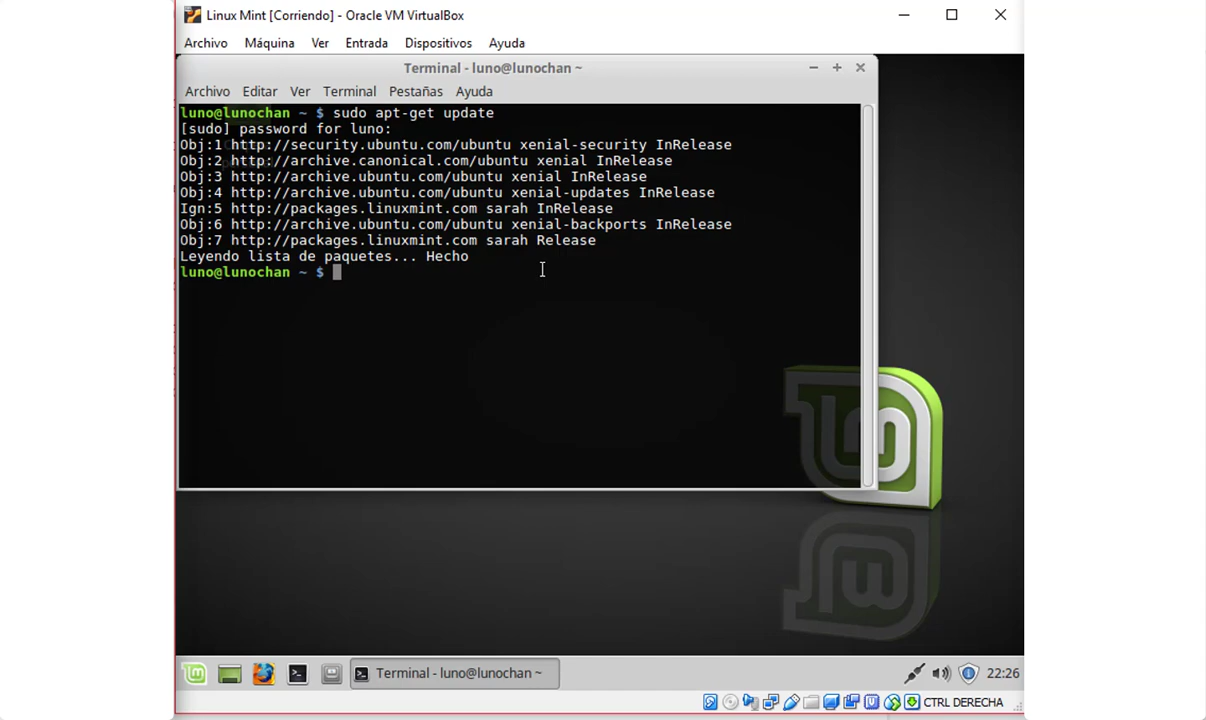 Linux Mint [Corriendo] - Oracle VM VirtualBox
Archivo Máquina Ver Entrada Dispositivos Ayuda
Terminal - luno@lunochan ~
Archivo Editar Ver Terminal Pestañas Ayuda
luno@lunochan ~ $ sudo apt-get update
[sudo] password for luno:
Obj:1 http://security.ubuntu.com/ubuntu xenial-security InRelease
Obj:2 http://archive.canonical.com/ubuntu xenial InRelease
Obj:3 http://archive.ubuntu.com/ubuntu xenial InRelease
Obj:4 http://archive.ubuntu.com/ubuntu xenial-updates InRelease
Ign:5 http://packages.linuxmint.com sarah InRelease
Obj:6 http://archive.ubuntu.com/ubuntu xenial-backports InRelease
Obj:7 http://packages.linuxmint.com sarah Release
Leyendo lista de paquetes... Hecho
luno@lunochan ~ $
Terminal - luno@lunochan ~
22:26
CTRL DERECHA